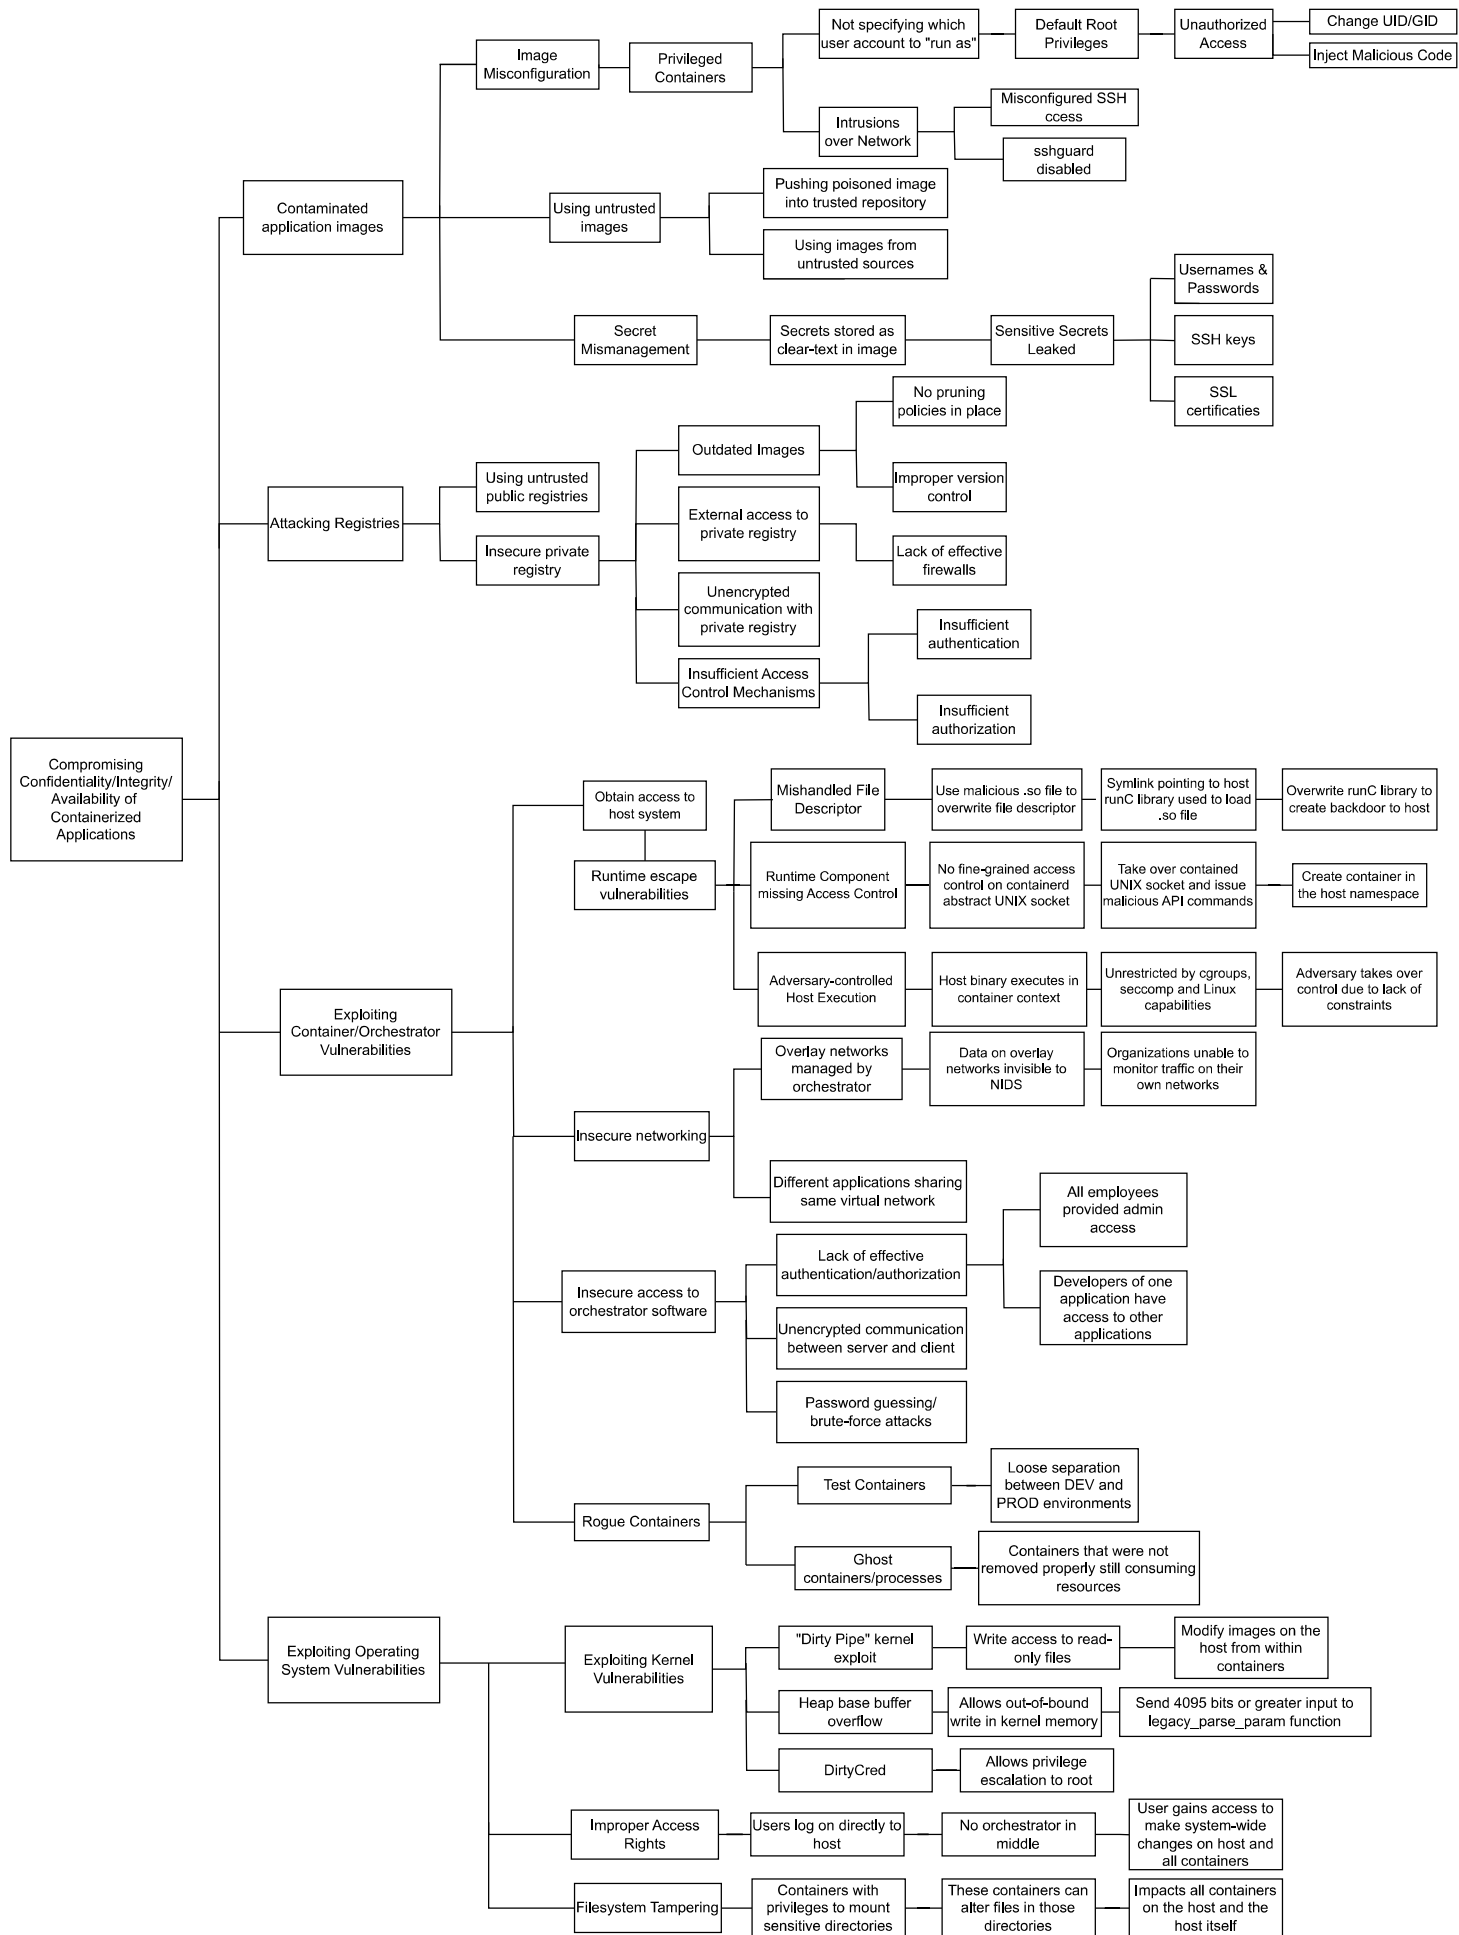 Not specifying which
user account to "run as"
Default Root
Privileges
Unauthorized
Access
Change UID/GID
Inject Malicious Code
Image
Misconfiguration
Privileged
Containers
Misconfigured SSH
ccess
Intrusions
over Network
sshguard
disabled
Contaminated
application images
Using untrusted
images
Pushing poisoned image
into trusted repository
Using images from
untrusted sources
Usernames &
Passwords
Secret
Mismanagement
Secrets stored as
clear-text in image
Sensitive Secrets
Leaked
SSH keys
SSL
certificaties
No pruning
policies in place
Outdated Images
Improper version
control
Using untrusted
public registries
Attacking Registries
Insecure private
registry
External access to
private registry
Lack of effective
firewalls
Unencrypted
communication with
private registry
Insufficient
authentication
Insufficient Access
Control Mechanisms
Insufficient
authorization
Compromising
Confidentiality/Integrity/
Availability of
Containerized
Applications
Obtain access to
host system
Mishandled File
Descriptor
Use malicious .so file to
overwrite file descriptor
Symlink pointing to host
runC library used to load
.so file
Overwrite runC library to
create backdoor to host
Runtime escape
vulnerabilities
Runtime Component
missing Access Control
No fine-grained access
control on containerd
abstract UNIX socket
Take over contained
UNIX socket and issue
malicious API commands
Create container in
the host namespace
Adversary-controlled
Host Execution
Host binary executes in
container context
Unrestricted by cgroups,
seccomp and Linux
capabilities
Adversary takes over
control due to lack of
constraints
Exploiting
Container/Orchestrator
Vulnerabilities
Overlay networks
managed by
orchestrator
Data on overlay
networks invisible to
NIDS
Organizations unable to
monitor traffic on their
own networks
Insecure networking
Different applications sharing
same virtual network
All employees
provided admin
access
Lack of effective
authentication/authorization
Insecure access to
orchestrator software
Developers of one
application have
access to other
applications
Unencrypted communication
between server and client
Password guessing/
brute-force attacks
Test Containers
Loose separation
between DEV and
PROD environments
Rogue Containers
Ghost
containers/processes
Containers that were not
removed properly still consuming
resources
Exploiting Operating
System Vulnerabilities
Exploiting Kernel
Vulnerabilities
"Dirty Pipe" kernel
exploit
Write access to read-
only files
Modify images on the
host from within
containers
Heap base buffer
overflow
Allows out-of-bound
write in kernel memory
Send 4095 bits or greater input to
legacy_parse_param function
DirtyCred
Allows privilege
escalation to root
Improper Access
Rights
Users log on directly to
host
No orchestrator in
middle
User gains access to
make system-wide
changes on host and
all containers
Filesystem Tampering
Containers with
privileges to mount
sensitive directories
These containers can
alter files in those
directories
Impacts all containers
on the host and the
host itself